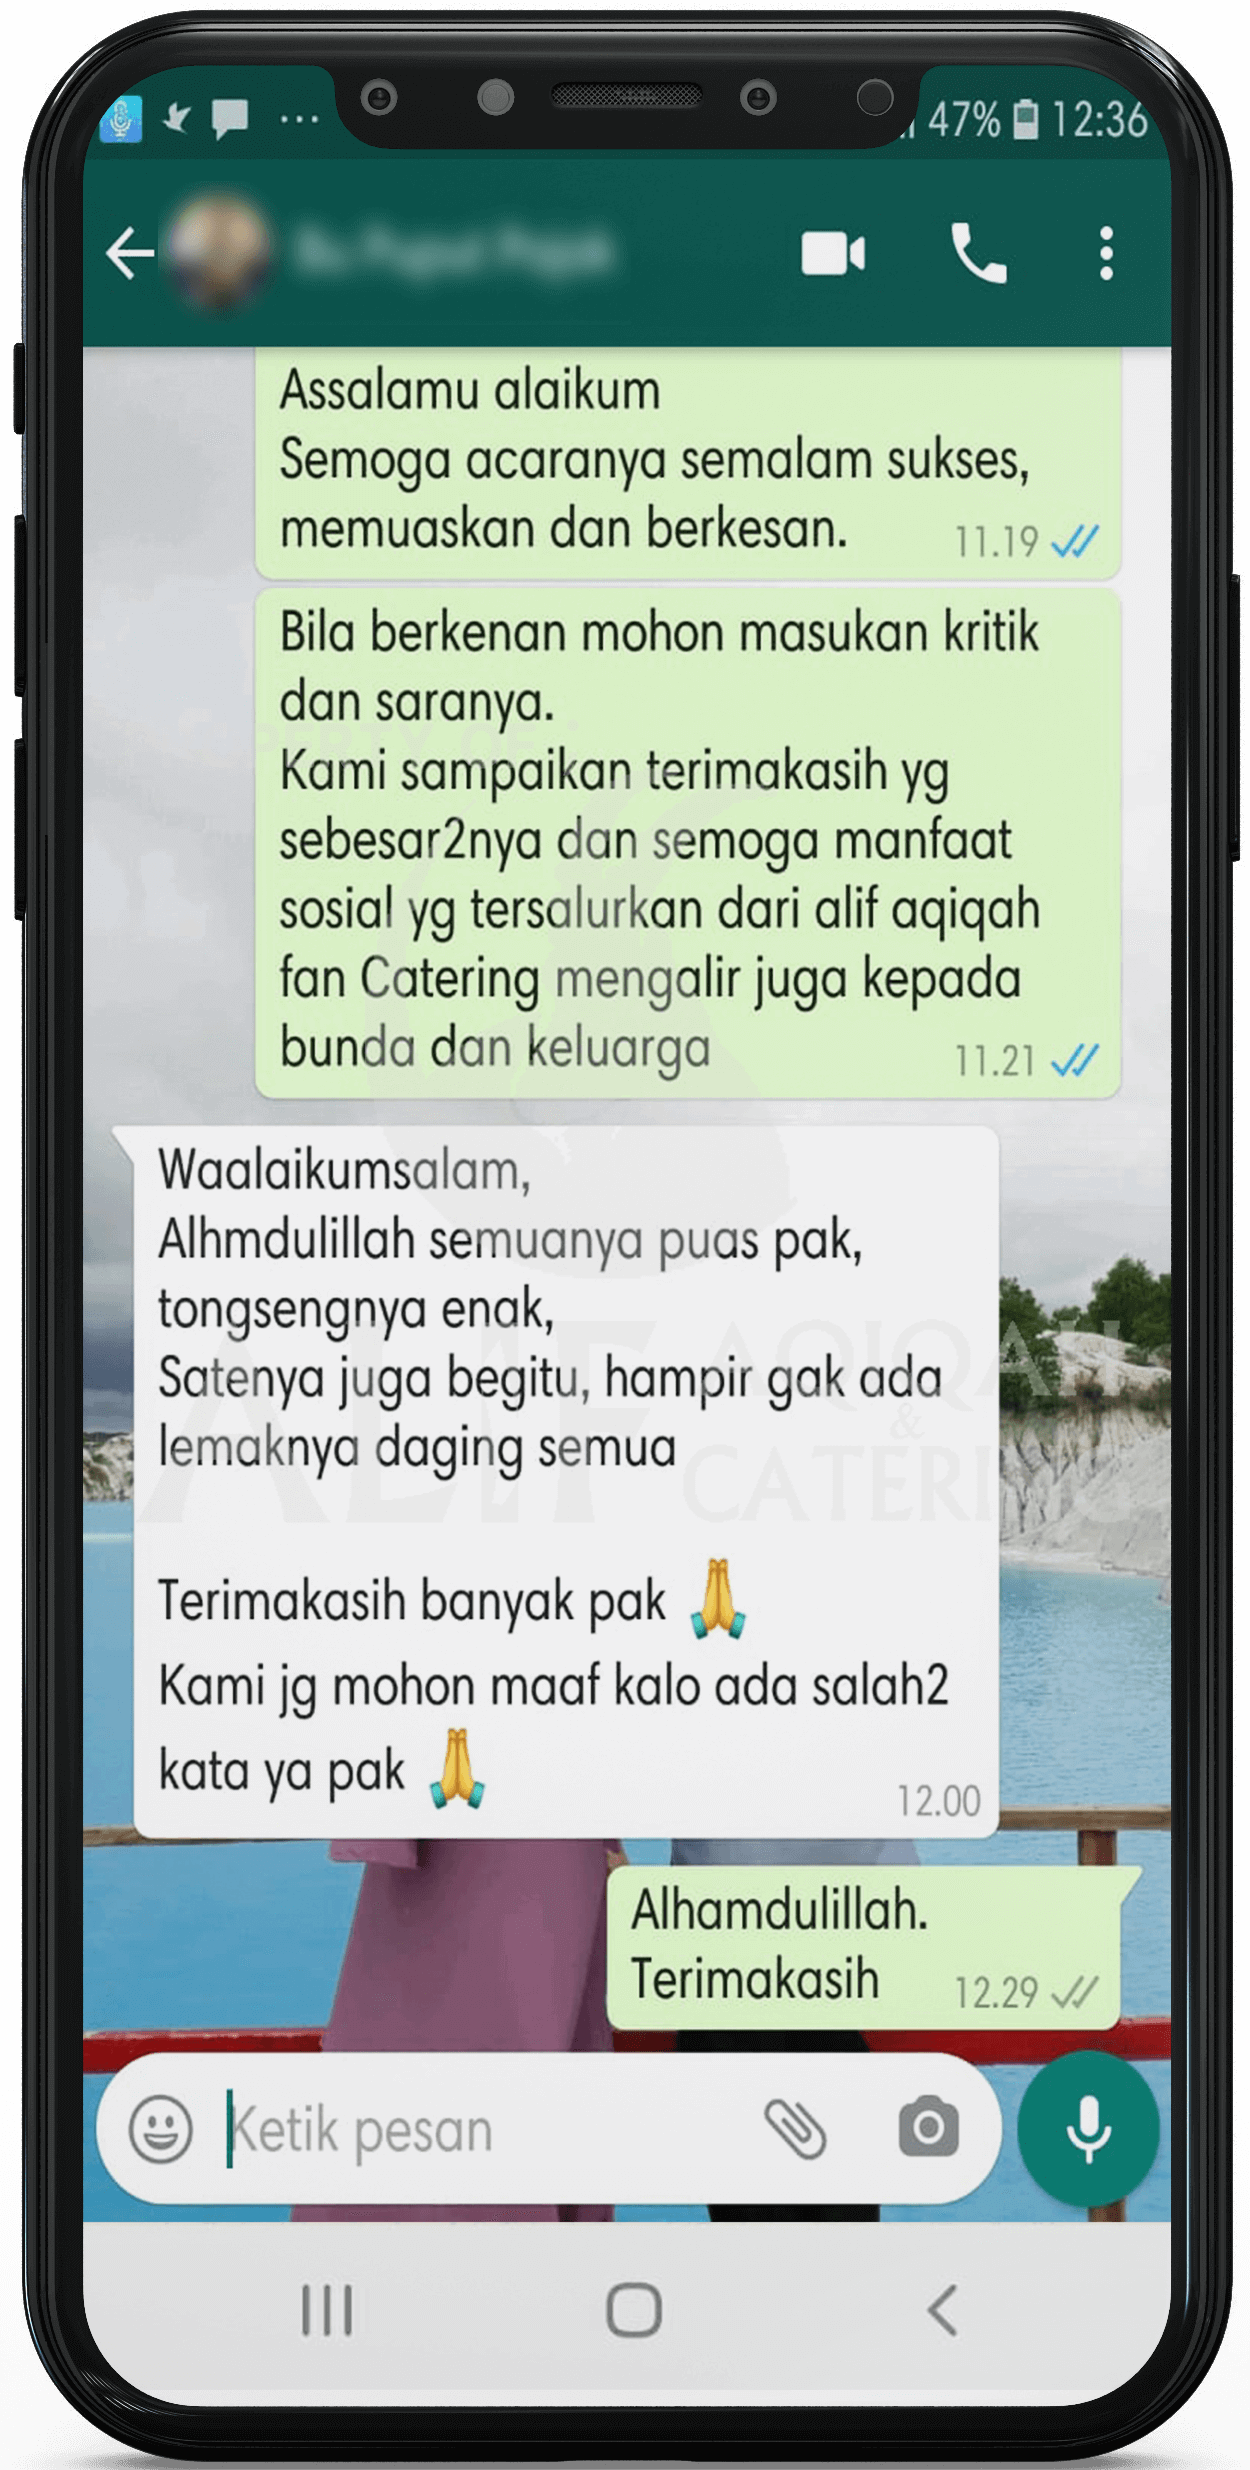 47% 12:36
Assalamu alaikum
Semoga acaranya semalam sukses,
memuaskan dan berkesan.
11.19
Bila berkenan mohon masukan kritik
dan saranya.
Kami sampaikan terimakasih yg
sebesar2nya dan semoga manfaat
sosial yg tersalurkan dari alif aqiqah
fan Catering mengalir juga kepada
bunda dan keluarga
11.21
Waalaikumsalam,
Alhmdulillah semuanya puas pak,
tongsengnya enak,
Satenya juga begitu, hampir gak ada
lemaknya daging semua
Terimakasih banyak pak 🙏
Kami jg mohon maaf kalo ada salah2
kata ya pak 🙏
12.00
Alhamdulillah.
Terimakasih
12.29
Ketik pesan
ALIF AQIQAH
&
CATERING